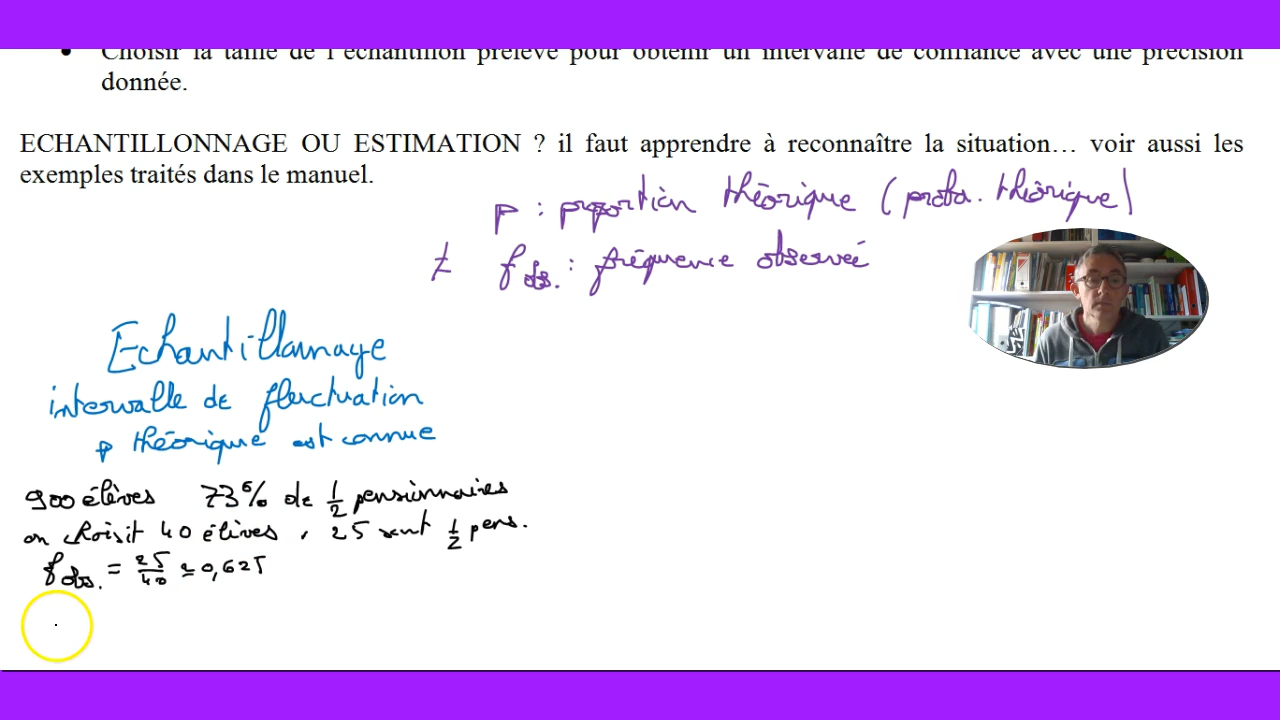 Choisir la taille de l'échantillon prélevé pour obtenir un intervalle de confiance avec une précision
donnée.
ECHANTILLONNAGE OU ESTIMATION ? il faut apprendre à reconnaître la situation… voir aussi les
exemples traités dans le manuel.
p : proportion théorique (proba. théorique)
≠ f obs. : fréquence observée
Echantillonnage
intervalle de fluctuation
p théorique est connue
900 élèves 73% de 1/2 pensionnaires
on choisit 40 élèves, 25 sont 1/2 pens.
f obs. = 25/40 ≃ 0,625